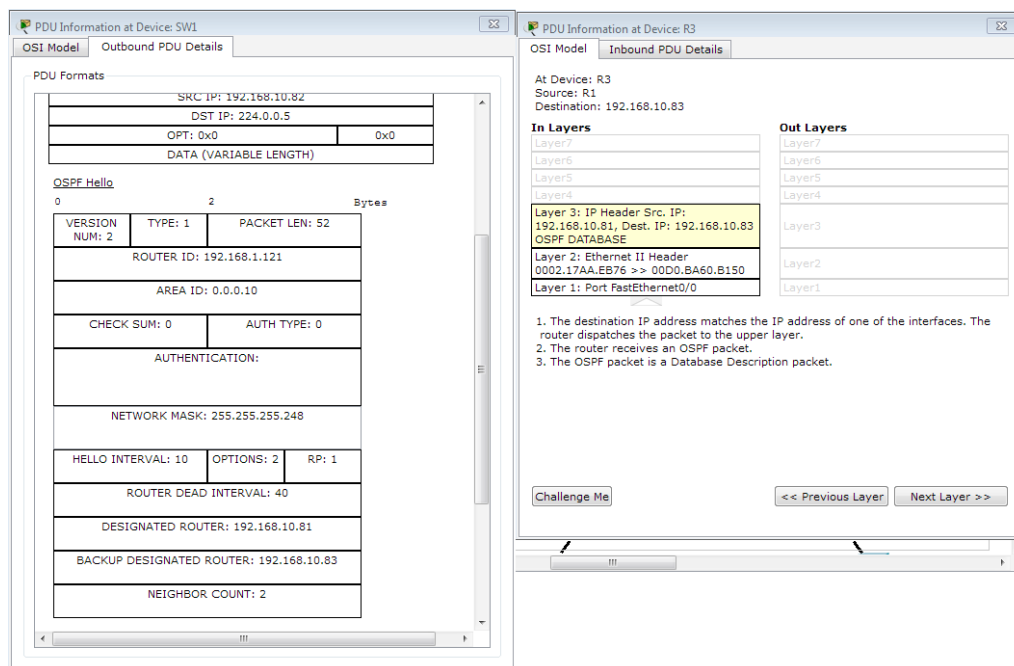 PDU Information at Device: SW1
OSI Model
Outbound PDU Details
PDU Formats
SRC IP: 192.168.10.82
DST IP: 224.0.0.5
OPT: 0x0
0x0
DATA (VARIABLE LENGTH)
OSPF Hello
0
2
Bytes
VERSION
NUM: 2
TYPE: 1
PACKET LEN: 52
ROUTER ID: 192.168.1.121
AREA ID: 0.0.0.10
CHECK SUM: 0
AUTH TYPE: 0
AUTHENTICATION:
NETWORK MASK: 255.255.255.248
HELLO INTERVAL: 10
OPTIONS: 2
RP: 1
ROUTER DEAD INTERVAL: 40
DESIGNATED ROUTER: 192.168.10.81
BACKUP DESIGNATED ROUTER: 192.168.10.83
NEIGHBOR COUNT: 2
PDU Information at Device: R3
OSI Model
Inbound PDU Details
At Device: R3
Source: R1
Destination: 192.168.10.83
In Layers
Layer7
Layer6
Layer5
Layer4
Layer 3: IP Header Src. IP:
192.168.10.81, Dest. IP: 192.168.10.83
OSPF DATABASE
Layer 2: Ethernet II Header
0002.17AA.EB76 >> 00D0.BA60.B150
Layer 1: Port FastEthernet0/0
Out Layers
Layer7
Layer6
Layer5
Layer4
Layer3
Layer2
Layer1
1. The destination IP address matches the IP address of one of the interfaces. The
router dispatches the packet to the upper layer.
2. The router receives an OSPF packet.
3. The OSPF packet is a Database Description packet.
Challenge Me
<< Previous Layer
Next Layer >>